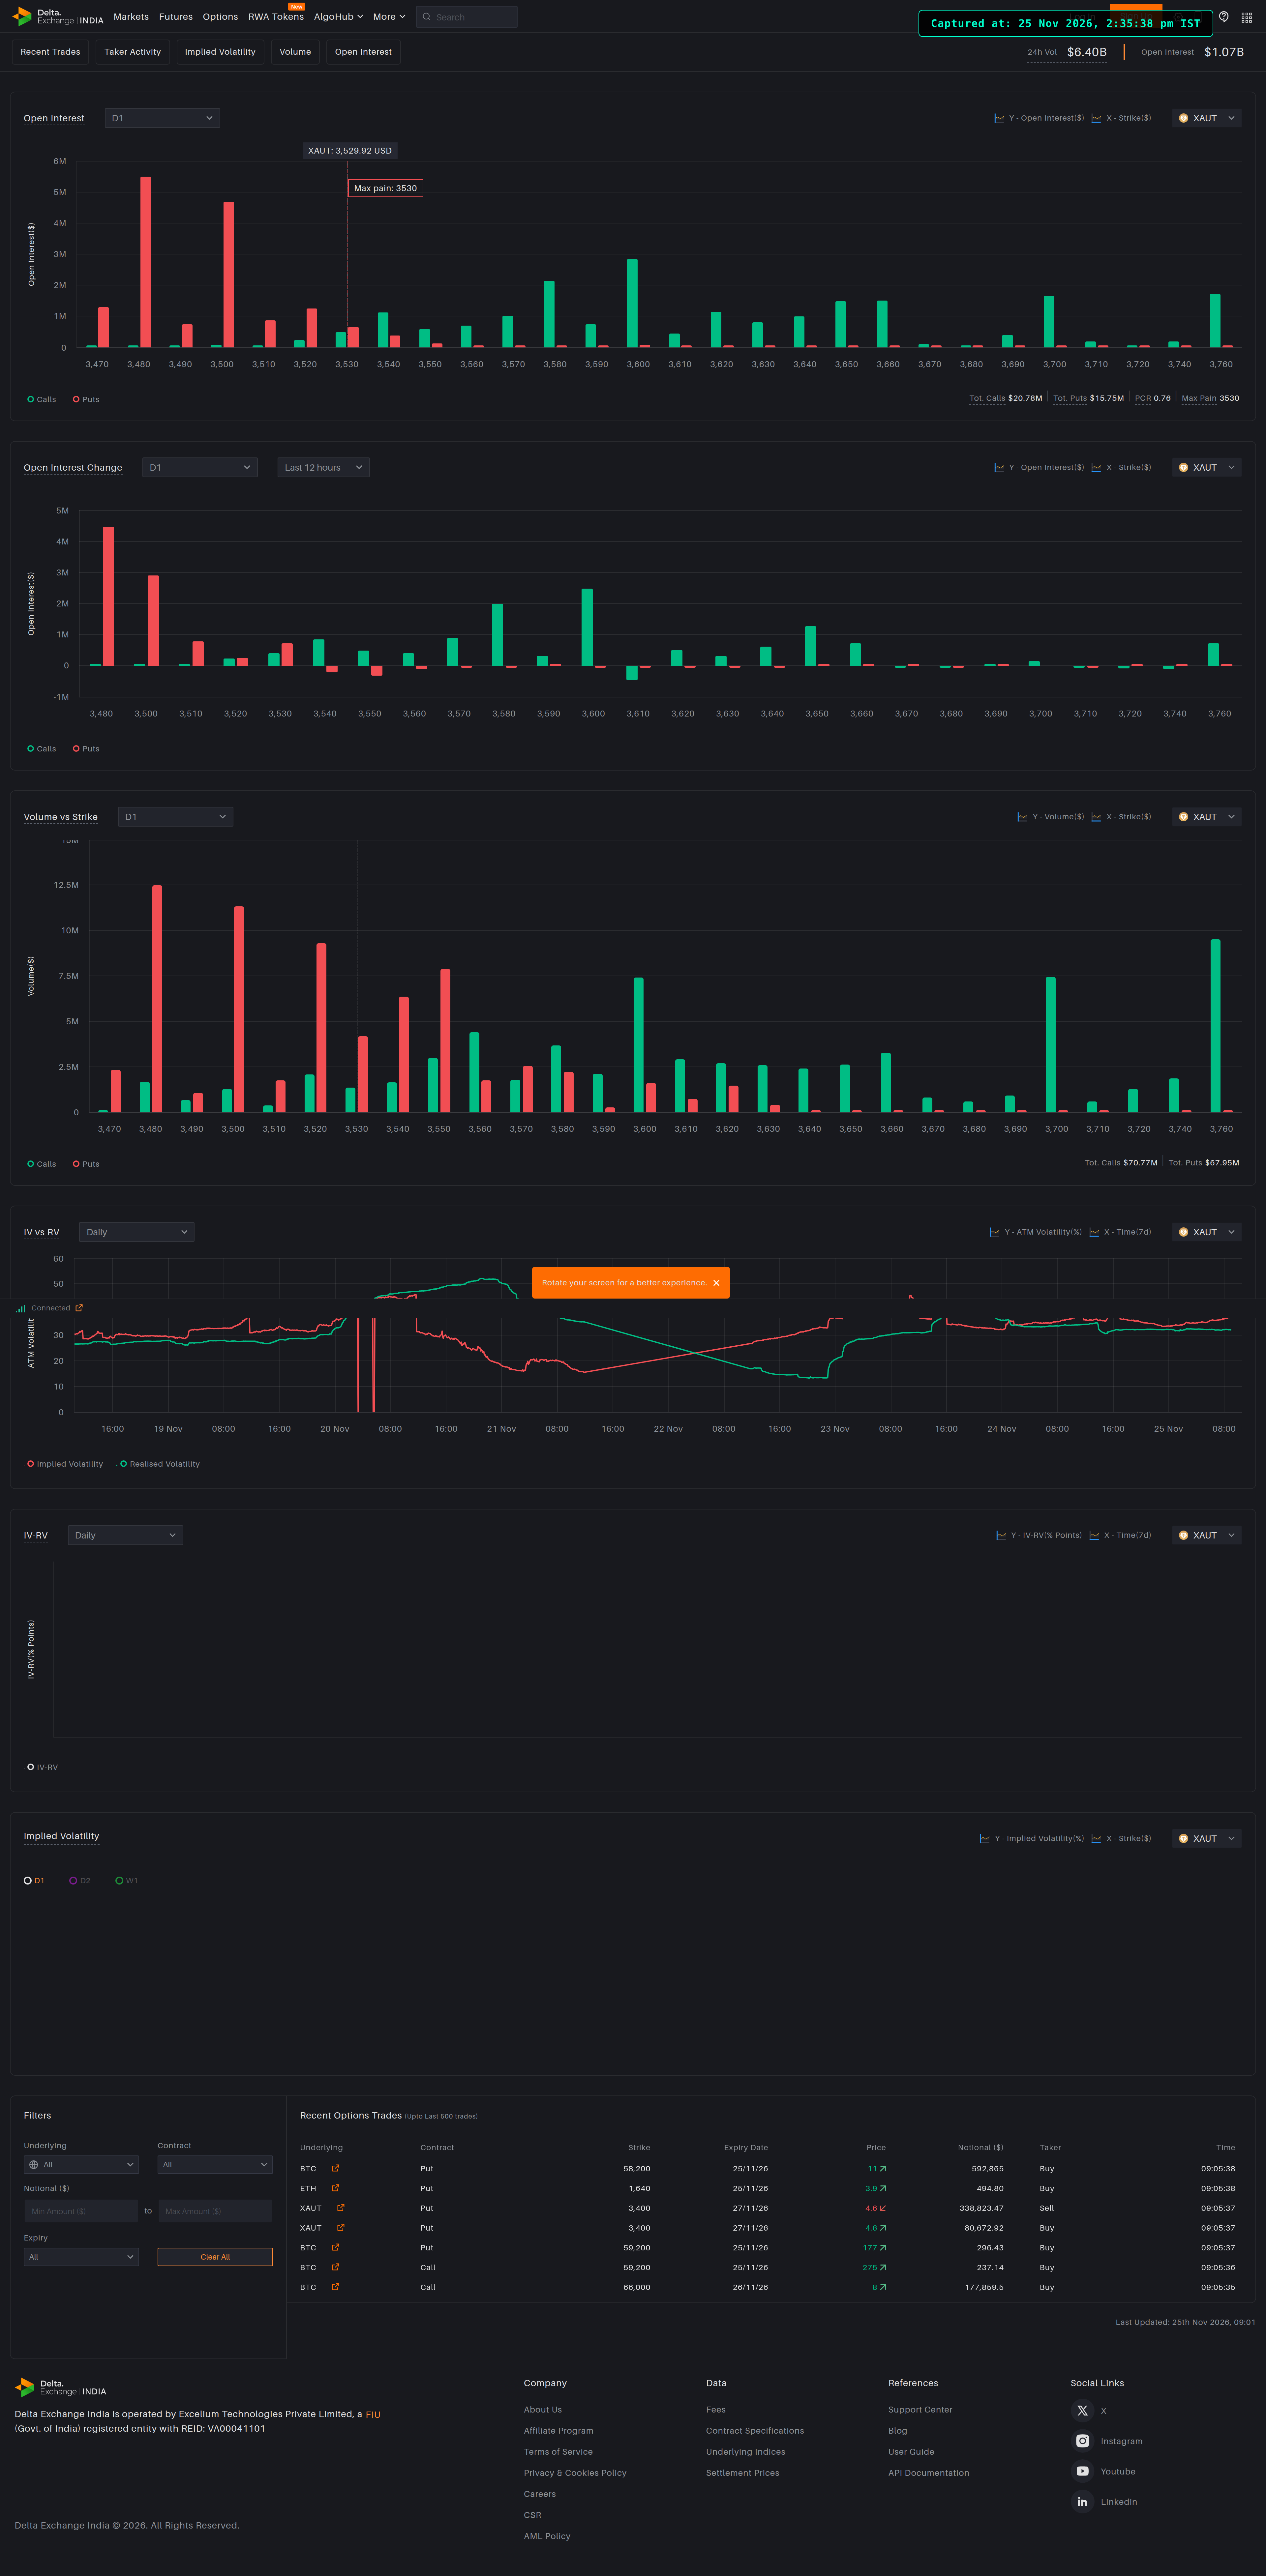 Delta. Exchange | INDIA Markets Futures Options RWA Tokens New AlgoHub More Search
Captured at: 25 Nov 2026, 2:35:38 pm IST
Recent Trades Taker Activity Implied Volatility Volume Open Interest 24h Vol $6.40B Open Interest $1.07B
Open Interest D1 Y - Open Interest($) X - Strike($) XAUT
XAUT: 3,529.92 USD
Max pain: 3530
Open Interest($)
6M
5M
4M
3M
2M
1M
0
3,470 3,480 3,490 3,500 3,510 3,520 3,530 3,540 3,550 3,560 3,570 3,580 3,590 3,600 3,610 3,620 3,630 3,640 3,650 3,660 3,670 3,680 3,690 3,700 3,710 3,720 3,740 3,760
Calls Puts Tot. Calls $20.78M Tot. Puts $15.75M PCR 0.76 Max Pain 3530
Open Interest Change D1 Last 12 hours Y - Open Interest($) X - Strike($) XAUT
Open Interest($)
5M
4M
3M
2M
1M
0
-1M
3,480 3,500 3,510 3,520 3,530 3,540 3,550 3,560 3,570 3,580 3,590 3,600 3,610 3,620 3,630 3,640 3,650 3,660 3,670 3,680 3,690 3,700 3,710 3,720 3,740 3,760
Calls Puts
Volume vs Strike D1 Y - Volume($) X - Strike($) XAUT
Volume($)
15M
12.5M
10M
7.5M
5M
2.5M
0
3,470 3,480 3,490 3,500 3,510 3,520 3,530 3,540 3,550 3,560 3,570 3,580 3,590 3,600 3,610 3,620 3,630 3,640 3,650 3,660 3,670 3,680 3,690 3,700 3,710 3,720 3,740 3,760
Calls Puts Tot. Calls $70.77M Tot. Puts $67.95M
IV vs RV Daily Y - ATM Volatility(%) X - Time(7d) XAUT
60
50
Rotate your screen for a better experience.
Connected
ATM Volatilit
30
20
10
0
16:00 19 Nov 08:00 16:00 20 Nov 08:00 16:00 21 Nov 08:00 16:00 22 Nov 08:00 16:00 23 Nov 08:00 16:00 24 Nov 08:00 16:00 25 Nov 08:00
Implied Volatility Realised Volatility
IV-RV Daily Y - IV-RV(% Points) X - Time(7d) XAUT
IV-RV(% Points)
IV-RV
Implied Volatility Y - Implied Volatility(%) X - Strike($) XAUT
D1 D2 W1
Filters
Underlying Contract
All All
Notional ($)
Min Amount ($) to Max Amount ($)
Expiry
All Clear All
Recent Options Trades (Upto Last 500 trades)
Underlying Contract Strike Expiry Date Price Notional ($) Taker Time
BTC Put 58,200 25/11/26 11 592,865 Buy 09:05:38
ETH Put 1,640 25/11/26 3.9 494.80 Buy 09:05:38
XAUT Put 3,400 27/11/26 4.6 338,823.47 Sell 09:05:37
XAUT Put 3,400 27/11/26 4.6 80,672.92 Buy 09:05:37
BTC Put 59,200 25/11/26 177 296.43 Buy 09:05:37
BTC Call 59,200 25/11/26 275 237.14 Buy 09:05:36
BTC Call 66,000 26/11/26 6 177,859.5 Buy 09:05:35
Last Updated: 25th Nov 2026, 09:01
Delta. Exchange | INDIA
Delta Exchange India is operated by Excelium Technologies Private Limited, a FIU
(Govt. of India) registered entity with REID: VA00041101
Delta Exchange India © 2026. All Rights Reserved.
Company
About Us
Affiliate Program
Terms of Service
Privacy & Cookies Policy
Careers
CSR
AML Policy
Data
Fees
Contract Specifications
Underlying Indices
Settlement Prices
References
Support Center
Blog
User Guide
API Documentation
Social Links
X
Instagram
Youtube
Linkedin